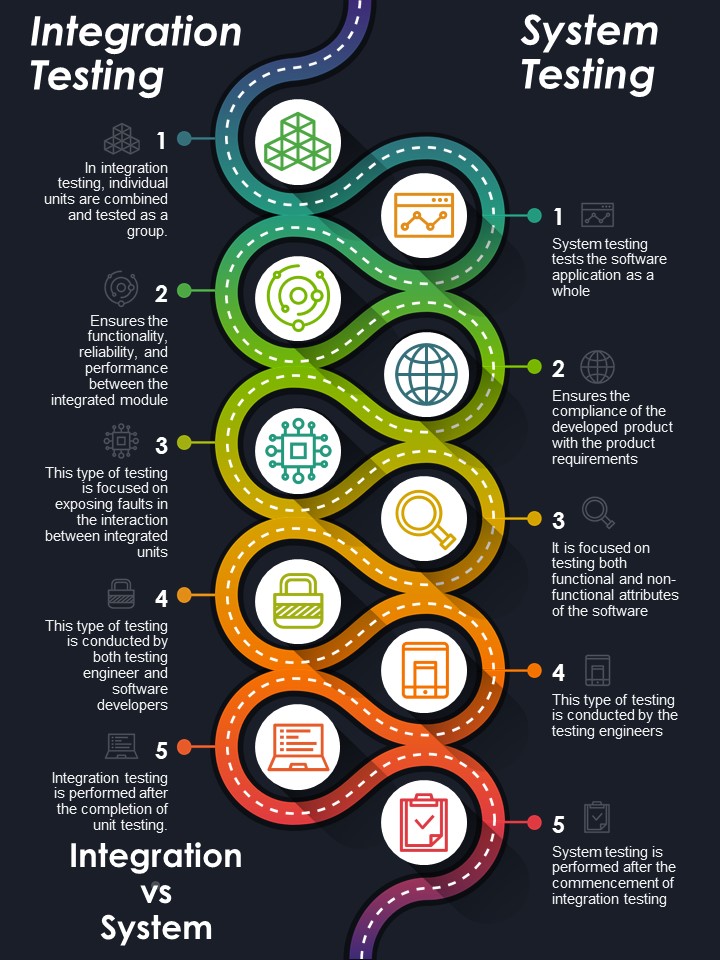 Integration
Testing
System
Testing
1
In integration
testing, individual
units are combined
and tested as a
group.
1
System testing
tests the software
application as a
whole
2
Ensures the
functionality,
reliability, and
performance
between the
integrated module
2
Ensures the
compliance of the
developed product
with the product
requirements
3
This type of testing
is focused on
exposing faults in
the interaction
between integrated
units
3
It is focused on
testing both
functional and non-
functional attributes
of the software
4
This type of testing
is conducted by
both testing
engineer and
software
developers
4
This type of testing
is conducted by the
testing engineers
5
Integration testing
is performed after
the completion of
unit testing.
5
System testing is
performed after the
commencement of
integration testing
Integration
vs
System